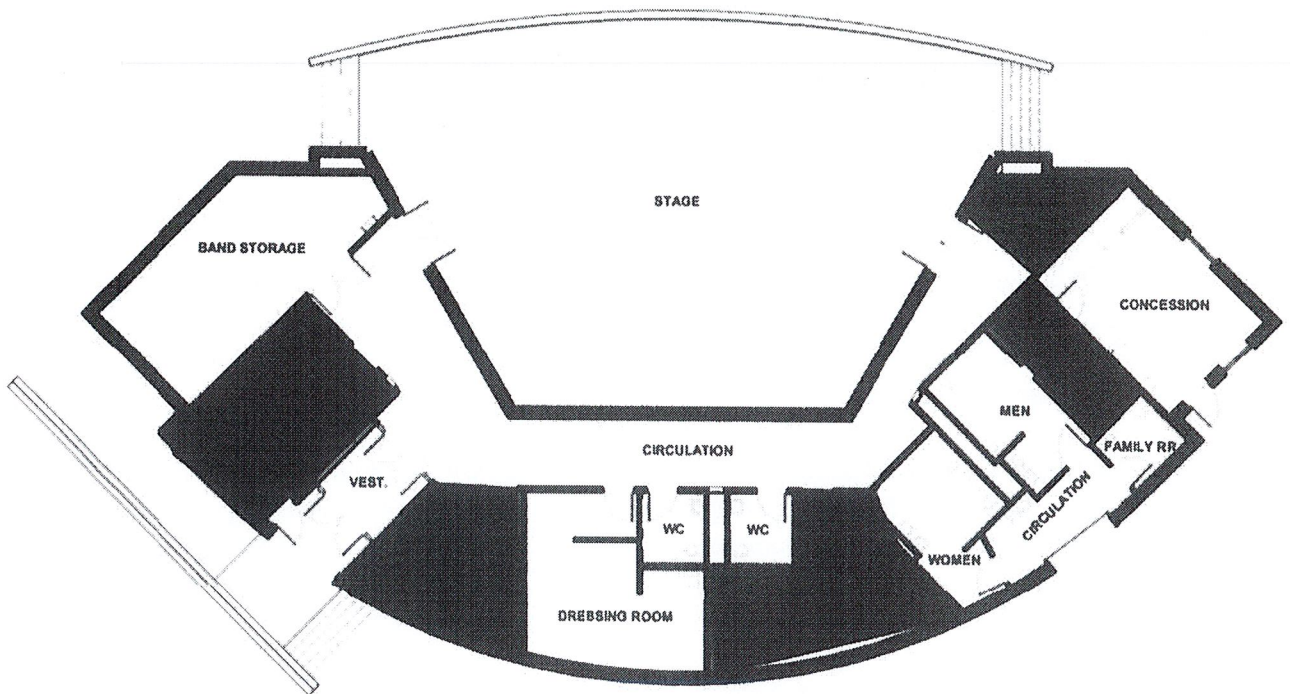 STAGE
BAND STORAGE
CONCESSION
MEN
FAMILY RR
CIRCULATION
VEST.
WC
WC
CIRCULATION
WOMEN
DRESSING ROOM